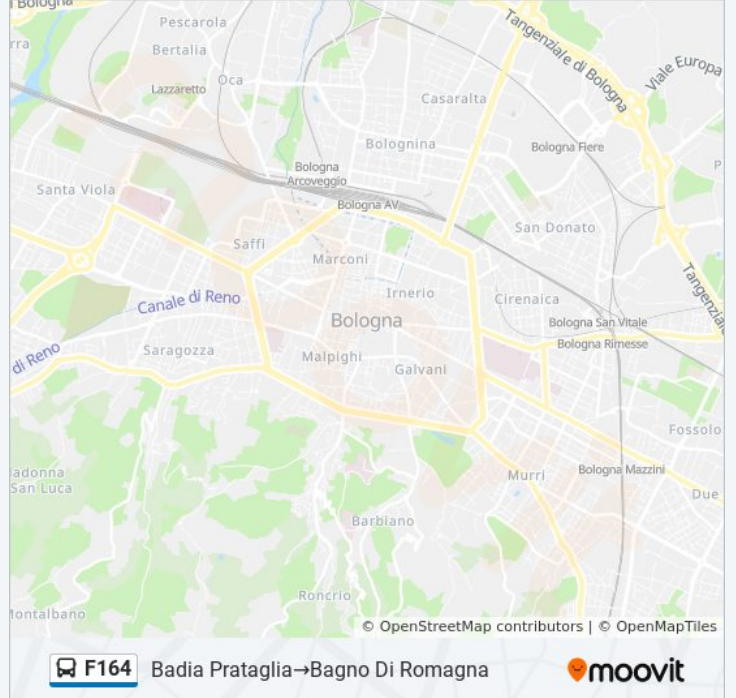 i Bologna
Pescarola
Bertalia
Oca
Lazzaretto
Tangenziale di Bologna
Viale Europa
Casaralta
Bolognina
Bologna Fiere
Bologna
Arcoveggio
Santa Viola
Bologna AV
San Donato
Saffi
Marconi
Tangenziale
Irnerio
Cirenaica
Canale di Reno
Bologna
Bologna San Vitale
Bologna Rimesse
di Reno
Saragozza
Malpighi
Galvani
Fossolo
adonna
San Luca
Murri
Bologna Mazzini
Due
Barbiano
Roncrio
Montalbano
© OpenStreetMap contributors | © OpenMapTiles
F164 Badia Prataglia→Bagno Di Romagna moovit